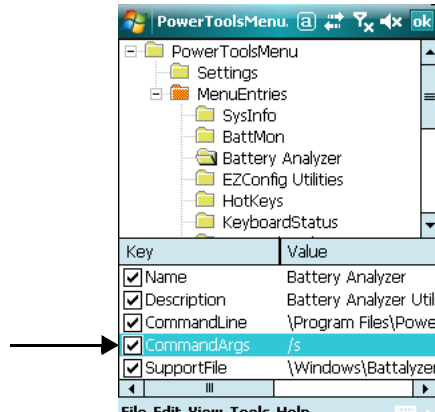 PowerToolsMenu. a ok
PowerToolsMenu
Settings
MenuEntries
SysInfo
BattMon
Battery Analyzer
EZConfig Utilities
HotKeys
KeyboardStatus
Key Value
Name Battery Analyzer
Description Battery Analyzer Util
CommandLine \Program Files\Powe
CommandArgs /s
SupportFile \Windows\Battalyzer
File Edit View Tools Help